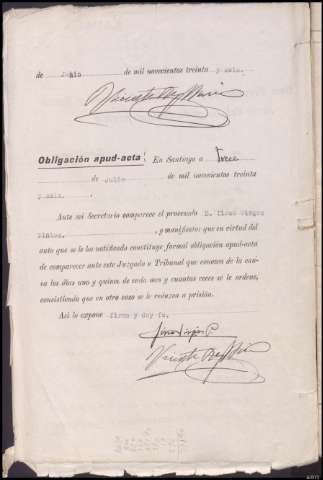 de Julio de mil novecientos treinta y seis.
Obligación apud-acta: En Santiago a trece
de Julio de mil novecientos treinta
y seis.
Ante mí Secretario comparece el procesado D.
y manifiesta: que en virtud del
auto que se le ha notificado constituye formal obligación apud-acta
de comparecer ante este Juzgado o Tribunal que conozca de la cau-
sa los días uno y quince de cada mes y cuantas veces se le ordene,
consistiendo que en otro caso se le reduzca a prisión.
Así lo expone firma y doy fe.